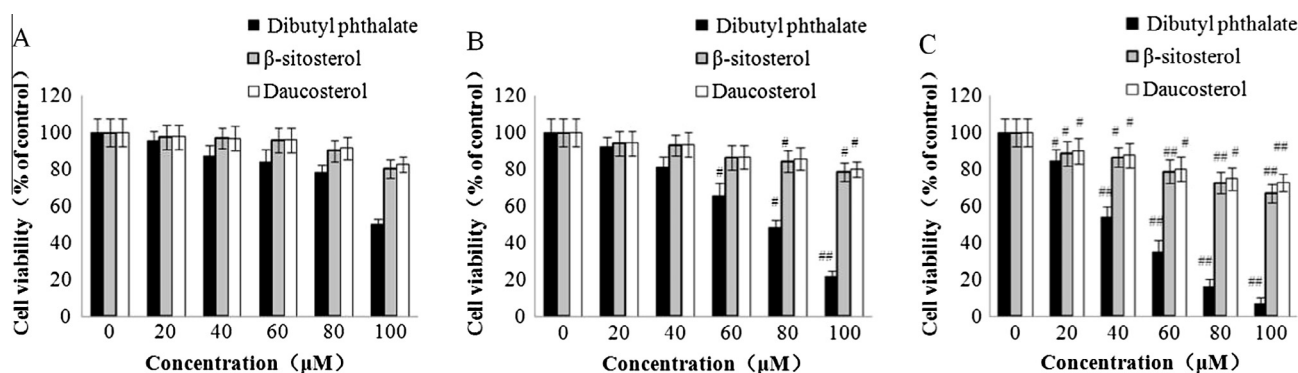 A
Dibutyl phthalate
β-sitosterol
Daucosterol
Cell viability（% of control）
120
100
80
60
40
20
0
0 20 40 60 80 100
Concentration（μM）
B
Dibutyl phthalate
β-sitosterol
Daucosterol
Cell viability（% of control）
120
100
80
60
40
20
0
# # # # # ##
0 20 40 60 80 100
Concentration（μM）
C
Dibutyl phthalate
β-sitosterol
Daucosterol
Cell viability（% of control）
120
100
80
60
40
20
0
# # # # # ## ## # ## ## # ## ## ## ##
0 20 40 60 80 100
Concentration（μM）